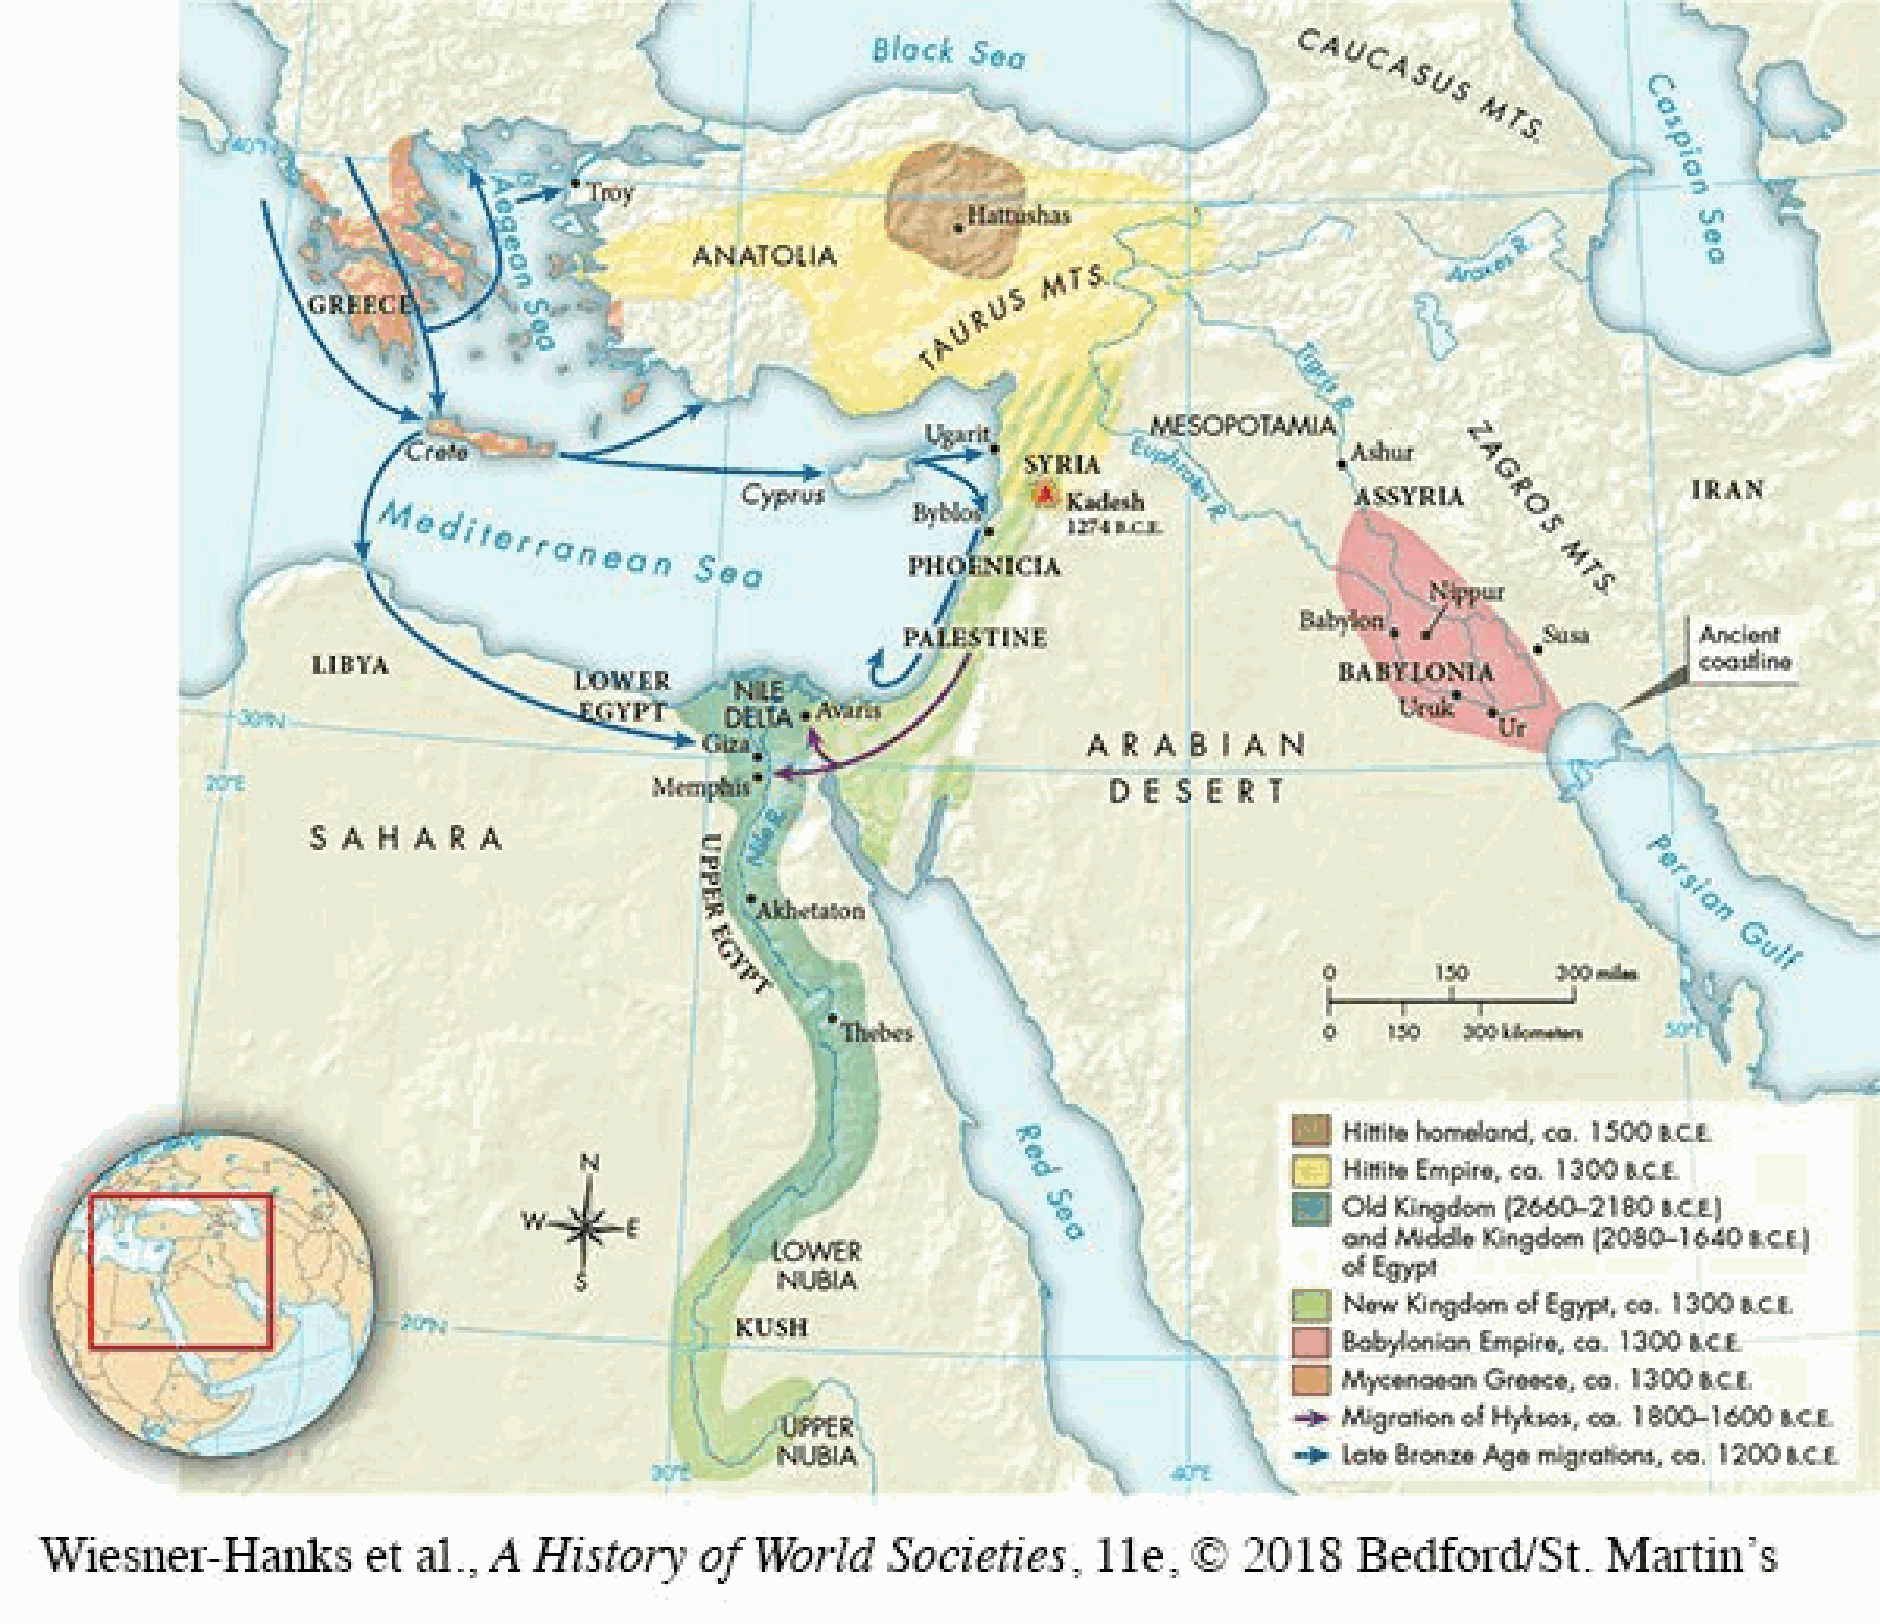 Black Sea
CAUCASUS MTS.
Caspian Sea
40°N
Troy
Aegean Sea
Hattushas
ANATOLIA
Araxes R.
GREECE
TAURUS MTS.
Tigris R.
MESOPOTAMIA
Ugarit
Crete
Ashur
ZAGROS MTS.
SYRIA
Euphrates R.
Cyprus
Kadesh
1274 B.C.E.
ASSYRIA
IRAN
Byblos
Mediterranean Sea
PHOENICIA
Nippur
Babylon
Susa
Ancient
coastline
PALESTINE
LIBYA
BABYLONIA
LOWER
EGYPT
NILE
DELTA
Avaris
Uruk
Ur
30°N
Giza
ARABIAN
DESERT
20°E
Memphis
SAHARA
Nile R.
UPPER EGYPT
Persian Gulf
Akhetaton
0 150 300 miles
0 150 300 kilometers
50°E
Thebes
Red Sea
N
W E
S
LOWER
NUBIA
20°N
KUSH
UPPER
NUBIA
30°E
40°E
Hittite homeland, ca. 1500 B.C.E.
Hittite Empire, ca. 1300 B.C.E.
Old Kingdom (2660–2180 B.C.E.)
and Middle Kingdom (2080–1640 B.C.E.)
of Egypt
New Kingdom of Egypt, ca. 1300 B.C.E.
Babylonian Empire, ca. 1300 B.C.E.
Mycenaean Greece, ca. 1300 B.C.E.
Migration of Hyksos, ca. 1800–1600 B.C.E.
Late Bronze Age migrations, ca. 1200 B.C.E.
Wiesner-Hanks et al., A History of World Societies, 11e, © 2018 Bedford/St. Martin's